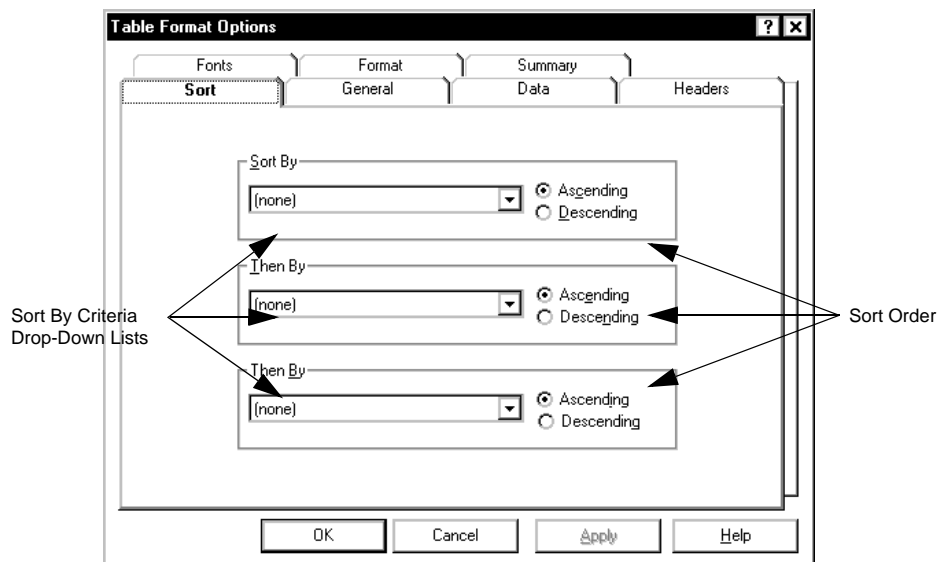 Table Format Options
Fonts Format Summary
Sort General Data Headers
Sort By
(none)
Ascending
Descending
Then By
(none)
Ascending
Descending
Then By
(none)
Ascending
Descending
Sort By Criteria
Drop-Down Lists
Sort Order
OK Cancel Apply Help